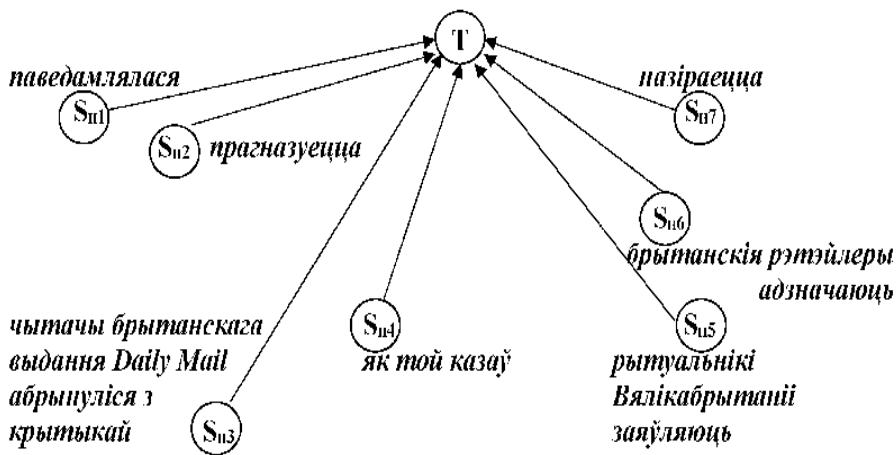 Т
паведамлялася
назіраецца
Sп1
Sп7
Sп2
прагназуецца
Sп6
брытанскія рэтэйлеры
адзначаюць
чытачы брытанскага
выдання Daily Mail
абрынуліся з
крытыкай
Sп3
Sп4
як той казаў
Sп5
рытуальнікі
Вялікабрытаніі
заяўляюць